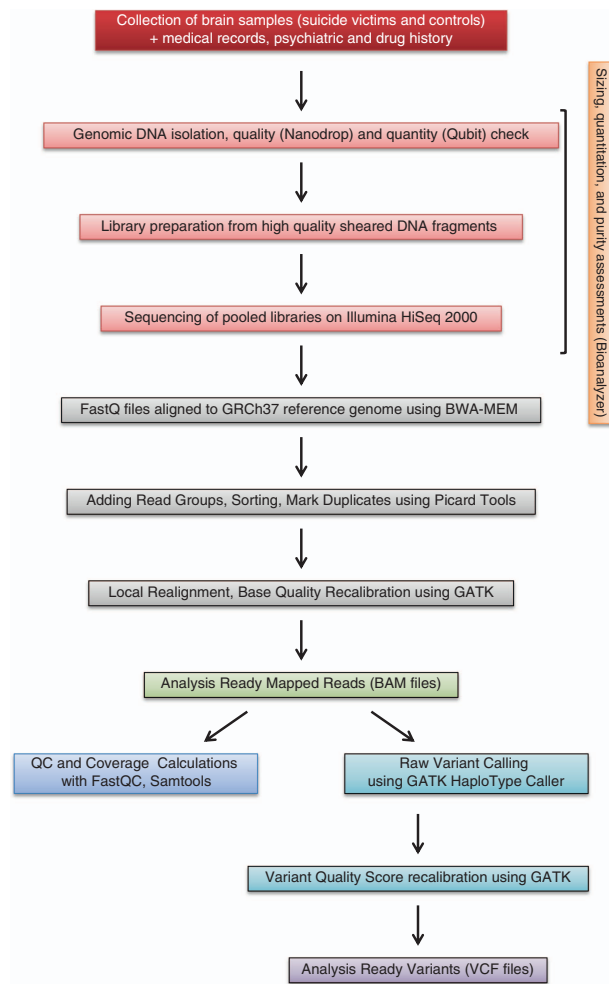 Collection of brain samples (suicide victims and controls)
+ medical records, psychiatric and drug history
Genomic DNA isolation, quality (Nanodrop) and quantity (Qubit) check
Library preparation from high quality sheared DNA fragments
Sequencing of pooled libraries on Illumina HiSeq 2000
Sizing, quantitation, and purity assessments (Bioanalyzer)
FastQ files aligned to GRCh37 reference genome using BWA-MEM
Adding Read Groups, Sorting, Mark Duplicates using Picard Tools
Local Realignment, Base Quality Recalibration using GATK
Analysis Ready Mapped Reads (BAM files)
QC and Coverage Calculations
with FastQC, Samtools
Raw Variant Calling
using GATK HaploType Caller
Variant Quality Score recalibration using GATK
Analysis Ready Variants (VCF files)